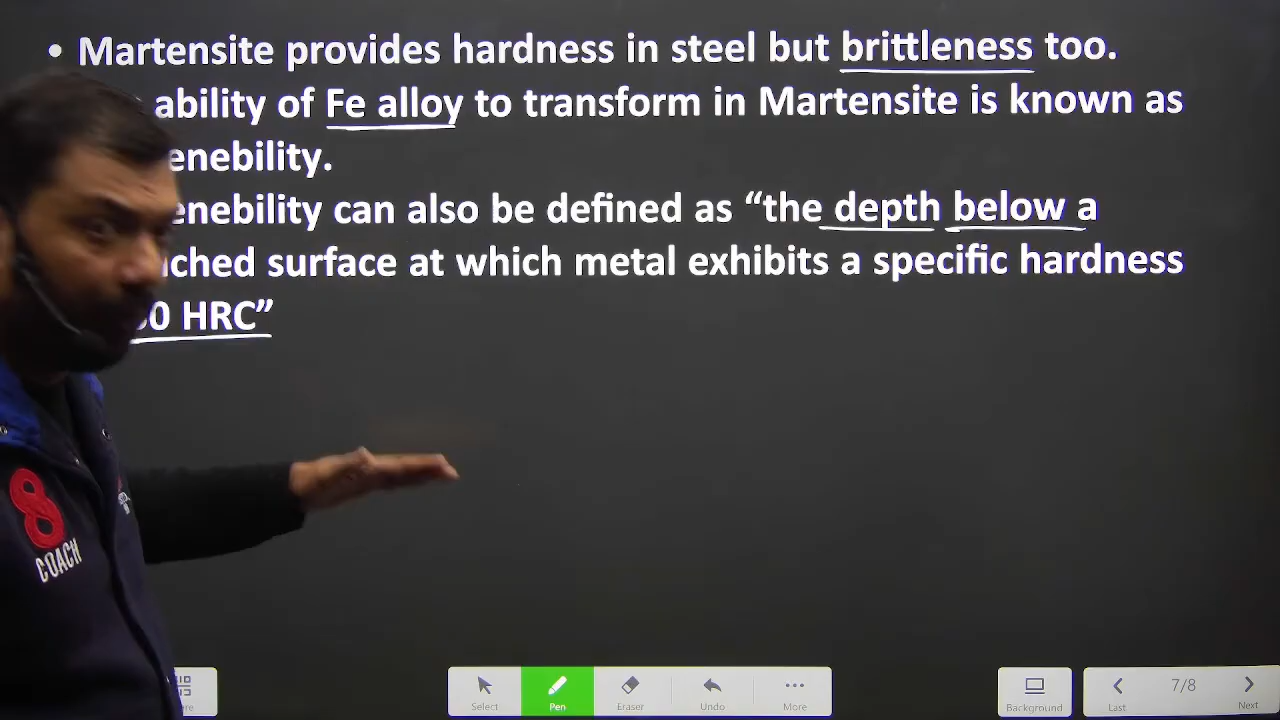 • Martensite provides hardness in steel but brittleness too.
ability of Fe alloy to transform in Martensite is known as
enebility.
enebility can also be defined as “the depth below a
ched surface at which metal exhibits a specific hardness
50 HRC”
8
COACH
Select
Pen
Eraser
Undo
More
Background
Last
7/8
Next